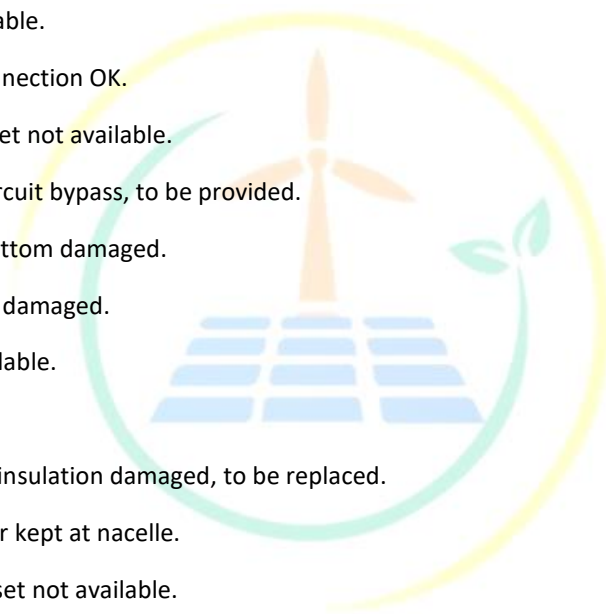 able.
nection OK.
et not available.
rcuit bypass, to be provided.
ttom damaged.
damaged.
lable.
insulation damaged, to be replaced.
r kept at nacelle.
set not available.